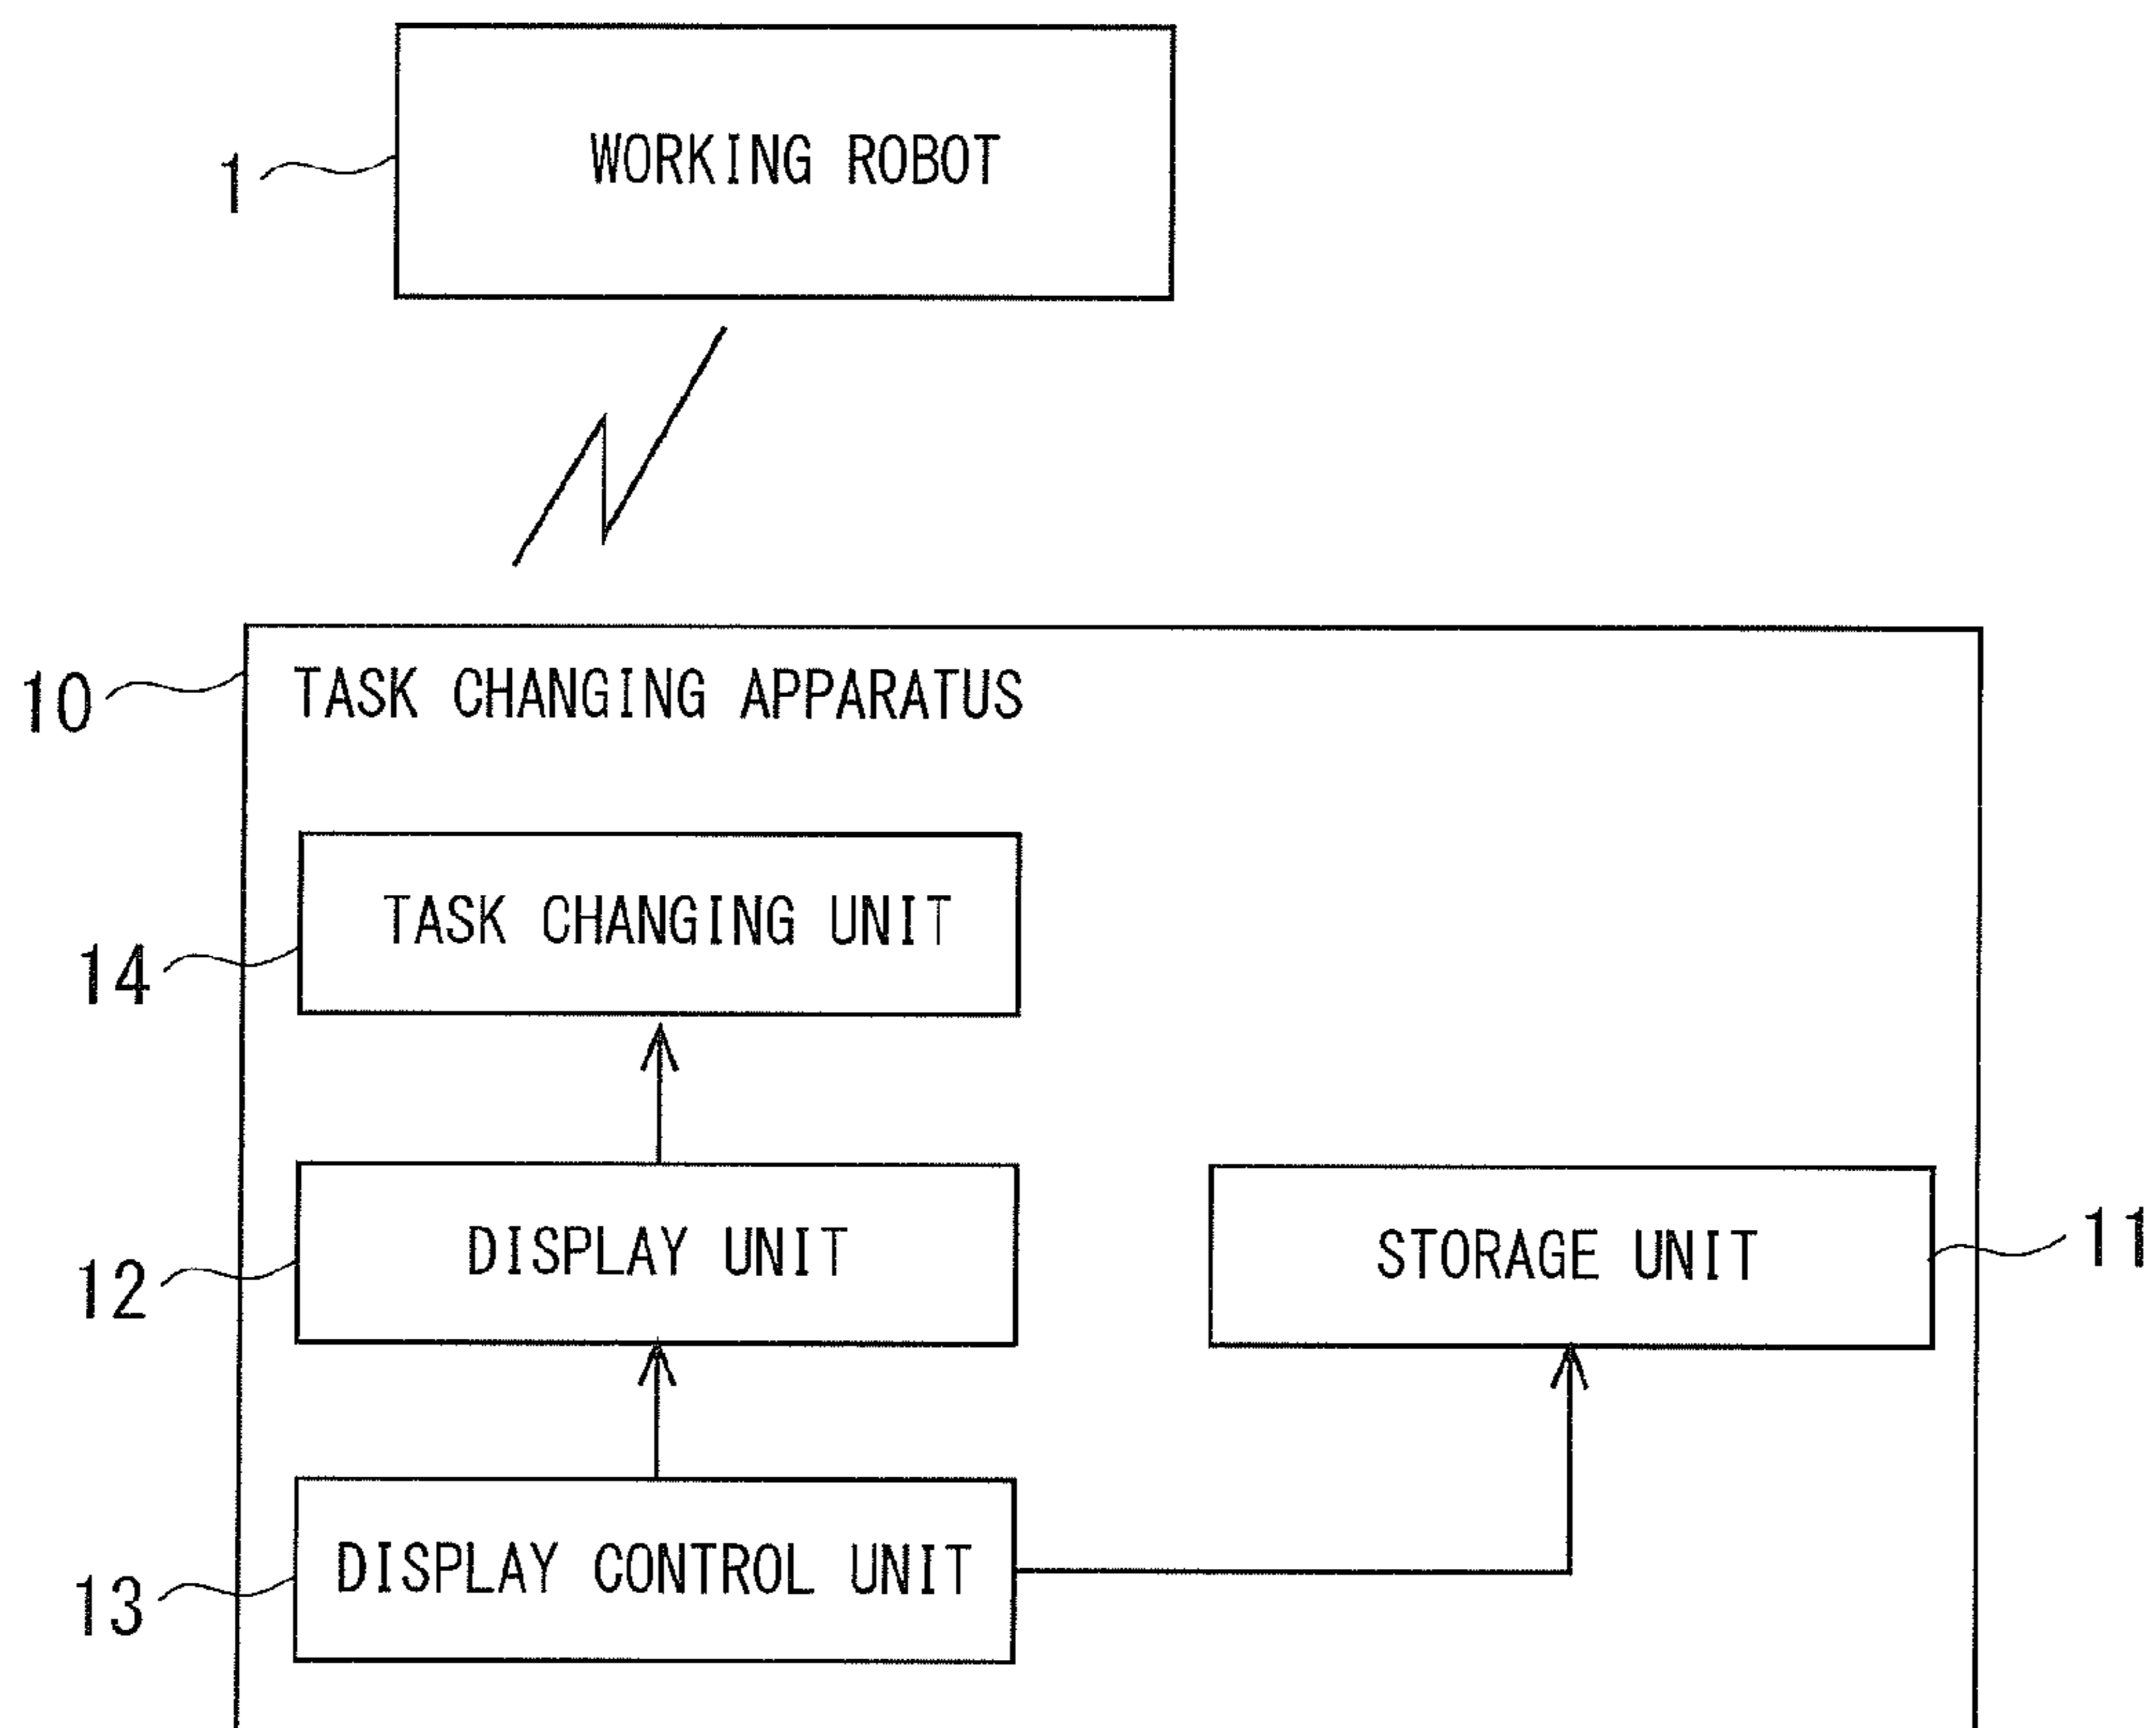 WORKING ROBOT
1
10
TASK CHANGING APPARATUS
TASK CHANGING UNIT
14
DISPLAY UNIT
12
STORAGE UNIT
11
DISPLAY CONTROL UNIT
13